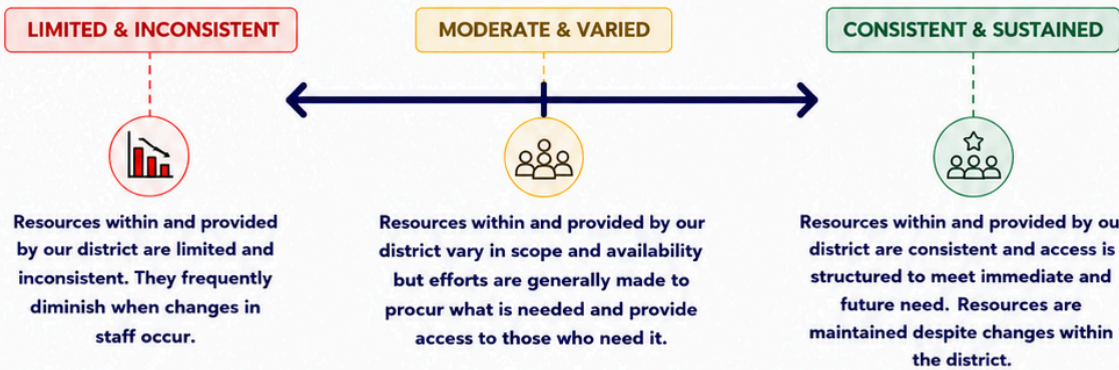 LIMITED & INCONSISTENT
MODERATE & VARIED
CONSISTENT & SUSTAINED
Resources within and provided
by our district are limited and
inconsistent. They frequently
diminish when changes in
staff occur.
Resources within and provided by our
district vary in scope and availability
but efforts are generally made to
procur what is needed and provide
access to those who need it.
Resources within and provided by ou
district are consistent and access is
structured to meet immediate and
future need. Resources are
maintained despite changes within
the district.